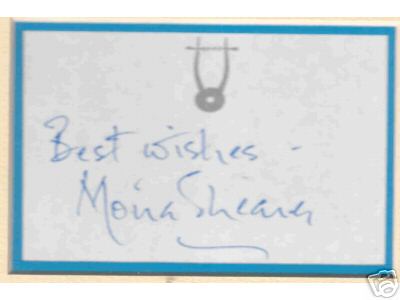 Best wishes -
Moira Shearer